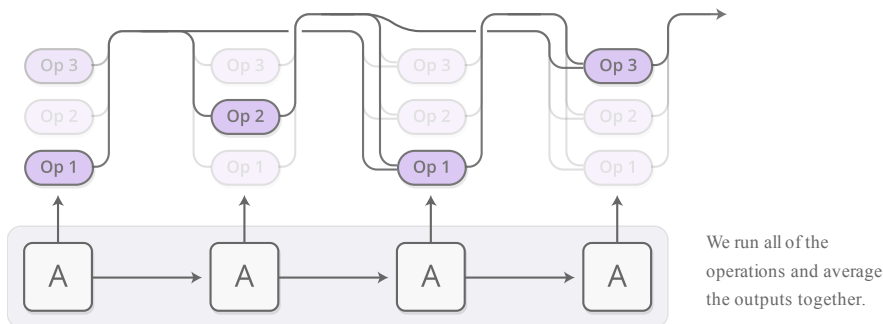 Op 3 Op 3 Op 3 Op 3
Op 2 Op 2 Op 2 Op 2
Op 1 Op 1 Op 1 Op 1
A A A A
We run all of the
operations and average
the outputs together.